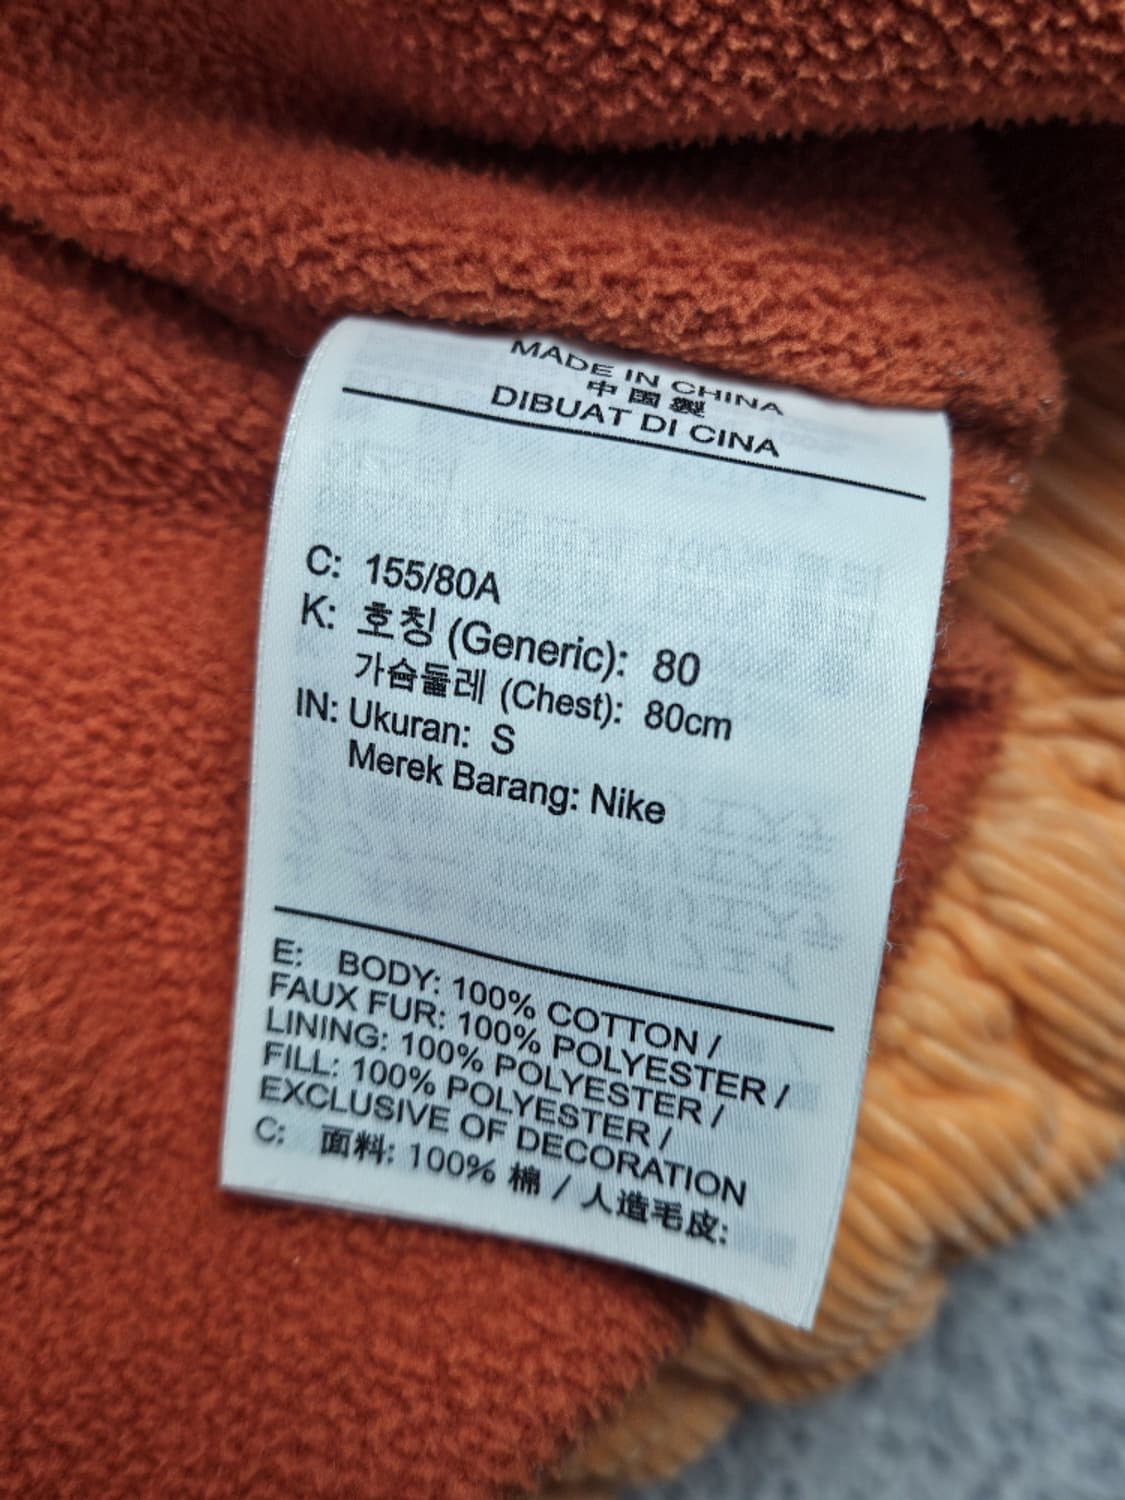 MADE IN CHINA
中国製
DIBUAT DI CINA
C: 155/80A
K: 호칭 (Generic): 80
가슴둘레 (Chest): 80cm
IN: Ukuran: S
Merek Barang: Nike
E: BODY: 100% COTTON /
FAUX FUR: 100% POLYESTER /
LINING: 100% POLYESTER /
FILL: 100% POLYESTER /
EXCLUSIVE OF DECORATION
C: 面料: 100% 棉 / 人造毛皮: